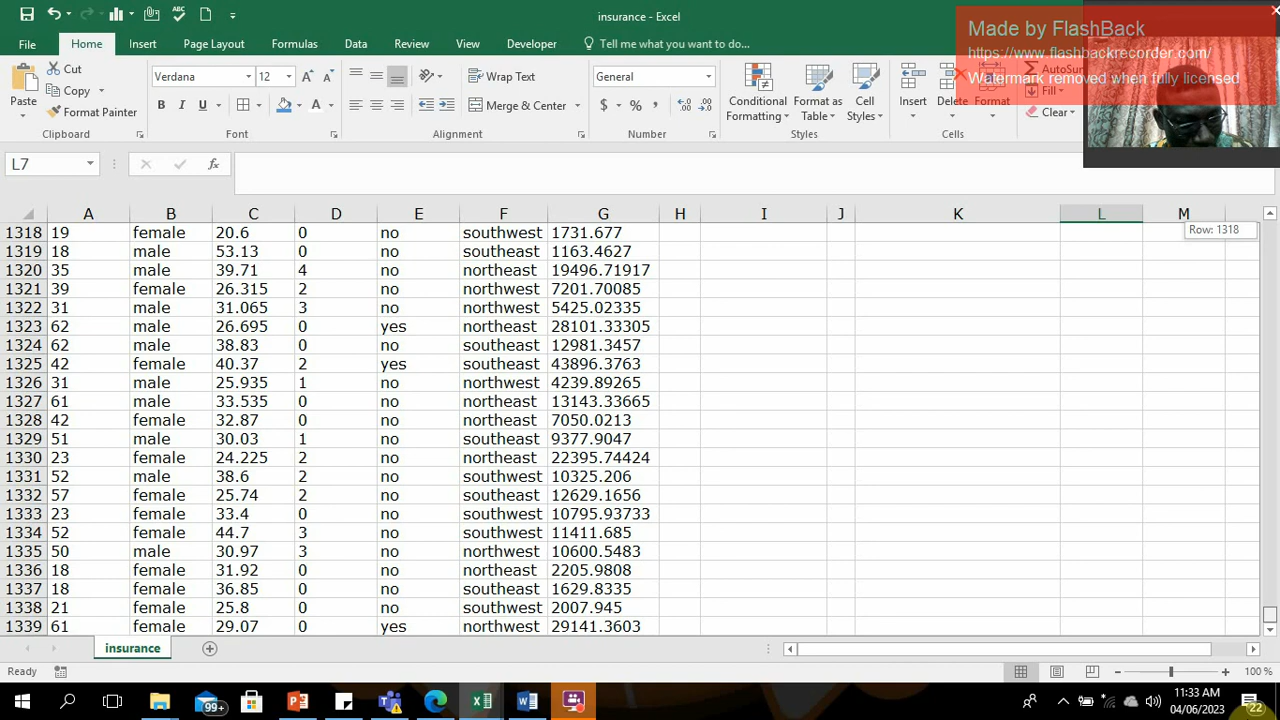 insurance - Excel
Made by FlashBack
https://www.flashbackrecorder.com/
Watermark removed when fully licensed
File Home Insert Page Layout Formulas Data Review View Developer Tell me what you want to do...
Paste Cut Copy Format Painter
Verdana 12
B I U A
Wrap Text
Merge & Center
General
$ % ,
Conditional Formatting
Format as Table
Cell Styles
Insert Delete Format
AutoSum
Fill
Clear
Clipboard Font Alignment Number Styles Cells
L7 fx
A B C D E F G H I J K L M
Row: 1318
1318 19 female 20.6 0 no southwest 1731.677
1319 18 male 53.13 0 no southeast 1163.4627
1320 35 male 39.71 4 no northeast 19496.71917
1321 39 female 26.315 2 no northwest 7201.70085
1322 31 male 31.065 3 no northwest 5425.02335
1323 62 male 26.695 0 yes northeast 28101.33305
1324 62 male 38.83 0 no southeast 12981.3457
1325 42 female 40.37 2 yes southeast 43896.3763
1326 31 male 25.935 1 no northwest 4239.89265
1327 61 male 33.535 0 no northeast 13143.33665
1328 42 female 32.87 0 no northeast 7050.0213
1329 51 male 30.03 1 no southeast 9377.9047
1330 23 female 24.225 2 no northeast 22395.74424
1331 52 male 38.6 2 no southwest 10325.206
1332 57 female 25.74 2 no southeast 12629.1656
1333 23 female 33.4 0 no southwest 10795.93733
1334 52 female 44.7 3 no southwest 11411.685
1335 50 male 30.97 3 no northwest 10600.5483
1336 18 female 31.92 0 no northeast 2205.9808
1337 18 female 36.85 0 no southeast 1629.8335
1338 21 female 25.8 0 no southwest 2007.945
1339 61 female 29.07 0 yes northwest 29141.3603
insurance
Ready 100 %
99+
11:33 AM
04/06/2023
22